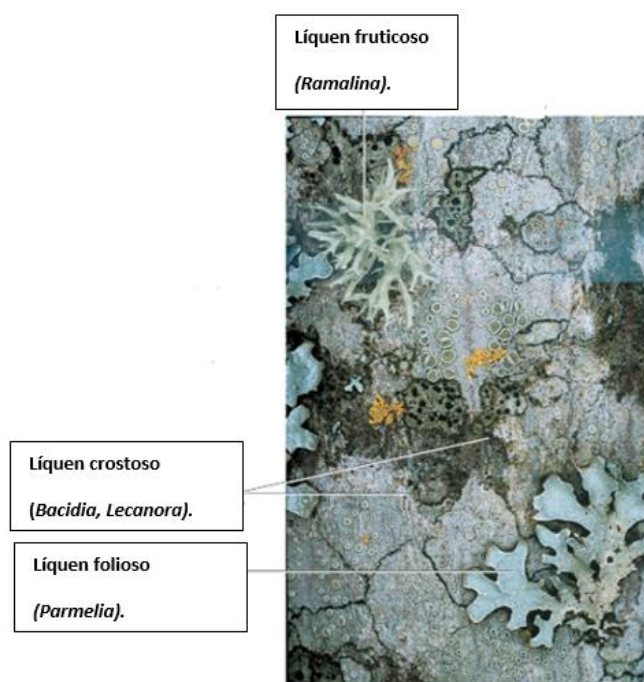 Líquen fruticoso
(Ramalina).
Líquen crostoso
(Bacidia, Lecanora).
Líquen folioso
(Parmelia).